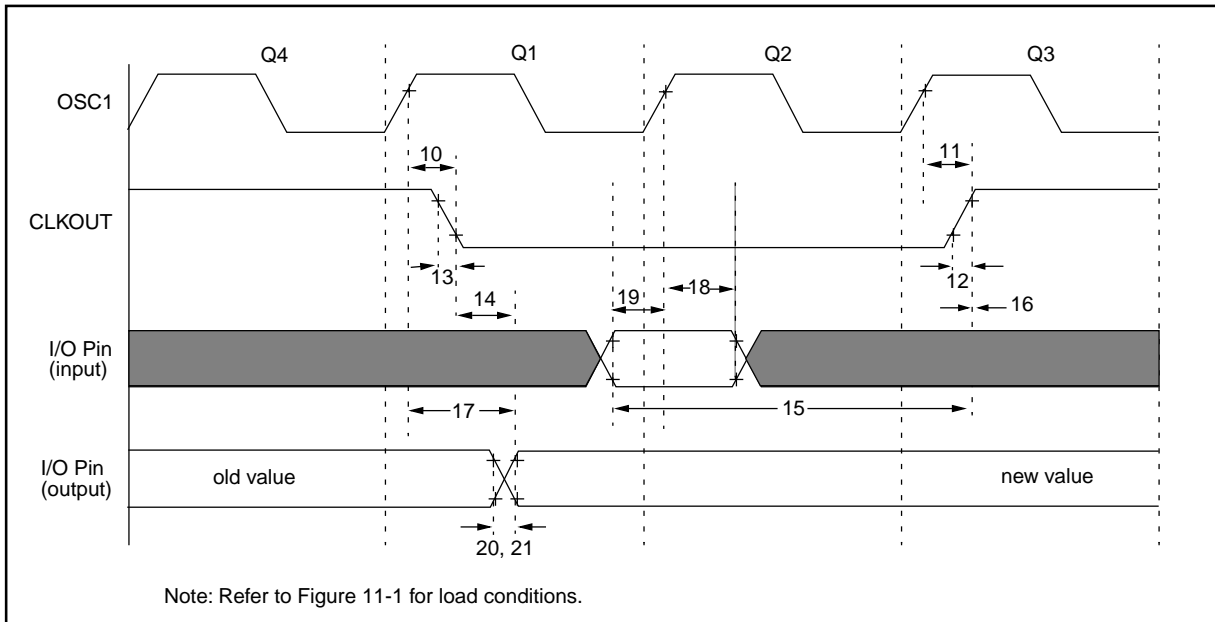 Q4 Q1 Q2 Q3
OSC1
10 11
CLKOUT
13 12
19 18
14 16
I/O Pin
(input)
17 15
I/O Pin
(output)
old value new value
20, 21
Note: Refer to Figure 11-1 for load conditions.